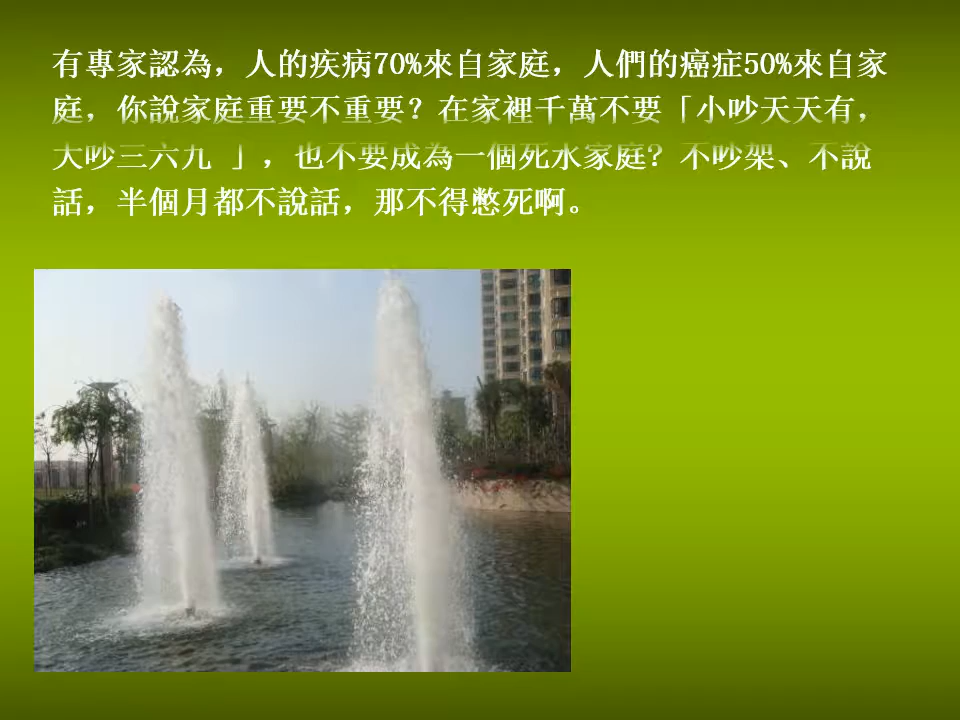 有專家認為，人的疾病70%來自家庭，人們的癌症50%來自家
庭，你說家庭重要不重要？在家裡千萬不要「小吵天天有，
大吵三六九 」，也不要成為一個死水家庭? 不吵架、不說
話，半個月都不說話，那不得憋死啊。